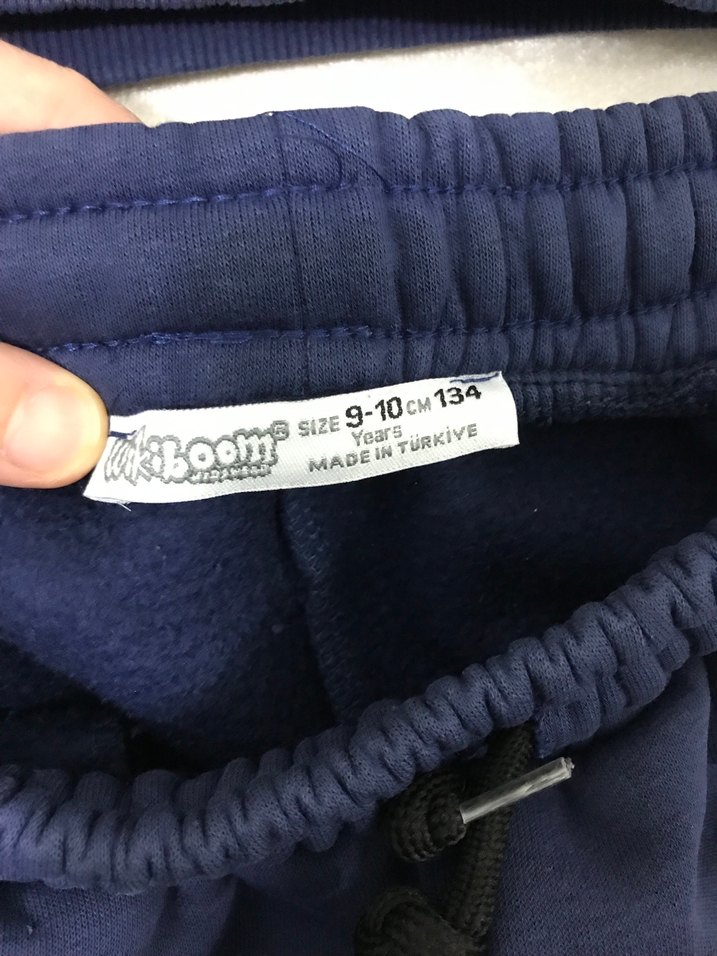 SIZE 9-10 CM 134
Years
MADE IN TÜRKİYE